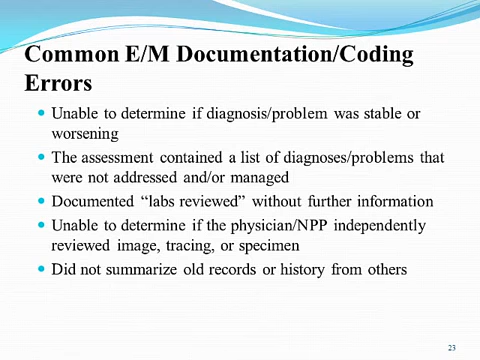 Common E/M Documentation/Coding
Errors
• Unable to determine if diagnosis/problem was stable or
worsening
• The assessment contained a list of diagnoses/problems that
were not addressed and/or managed
• Documented “labs reviewed” without further information
• Unable to determine if the physician/NPP independently
reviewed image, tracing, or specimen
• Did not summarize old records or history from others
23